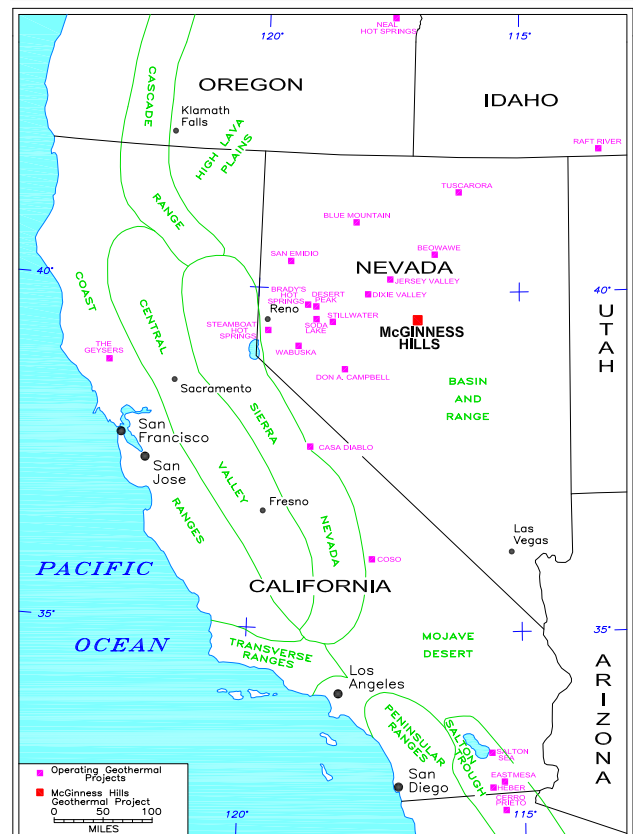 NEAL
HOT SPRINGS
120°
115°
OREGON
IDAHO
CASCADE
RANGE
Klamath
Falls
HIGH LAVA
PLAINS
RAFT RIVER
TUSCARORA
BLUE MOUNTAIN
BEOWAWE
SAN EMIDIO
NEVADA
40°
40°
JERSEY VALLEY
BRADY'S
HOT
SPRINGS
DESERT
PEAK
DIXIE VALLEY
COAST
RANGES
CENTRAL
VALLEY
Reno
STEAMBOAT
HOT
SPRINGS
SODA
LAKE
STILLWATER
McGINNESS
HILLS
UTAH
WABUSKA
THE
GEYSERS
DON A. CAMPBELL
BASIN
AND
RANGE
Sacramento
SIERRA
NEVADA
San
Francisco
San
Jose
CASA DIABLO
Fresno
Las
Vegas
COSO
PACIFIC
OCEAN
CALIFORNIA
35°
35°
TRANSVERSE
RANGES
MOJAVE
DESERT
ARIZONA
Los
Angeles
PENINSULAR
RANGES
SALTON
TROUGH
SALTON
SEA
San
Diego
EASTMESA
HEBER
CERRO
PRIETO
Operating Geothermal
Projects
McGinness Hills
Geothermal Project
0 50 100
MILES
120°
115°